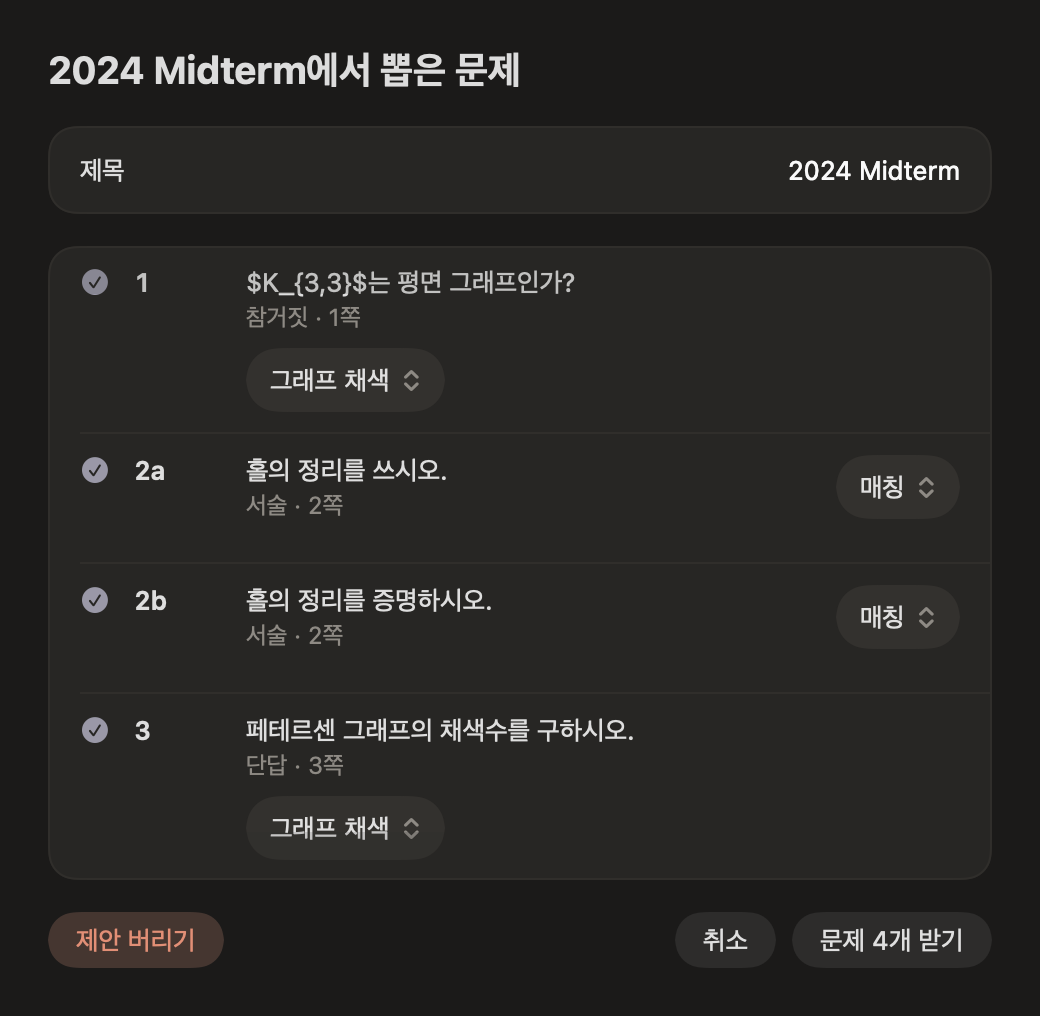 2024 Midterm에서 뽑은 문제
제목
2024 Midterm
1
$K_{3,3}$는 평면 그래프인가?
참거짓 · 1쪽
그래프 채색
2a
홀의 정리를 쓰시오.
서술 · 2쪽
매칭
2b
홀의 정리를 증명하시오.
서술 · 2쪽
매칭
3
페테르센 그래프의 채색수를 구하시오.
단답 · 3쪽
그래프 채색
제안 버리기
취소
문제 4개 받기